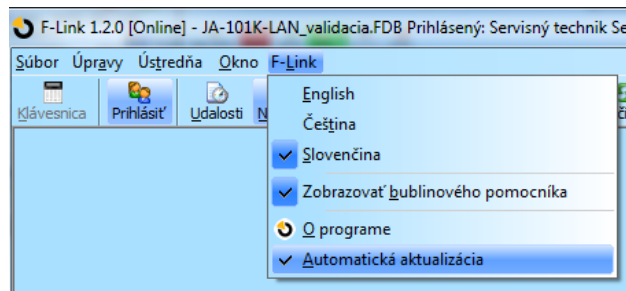 F-Link 1.2.0 [Online] - JA-101K-LAN_validacia.FDB Prihlásený: Servisný technik Se
Súbor Úpravy Ústredňa Okno F-Link
Klávesnica Prihlásiť Udalosti N
English
Čeština
Slovenčina
Zobrazovať bublinového pomocníka
O programe
Automatická aktualizácia